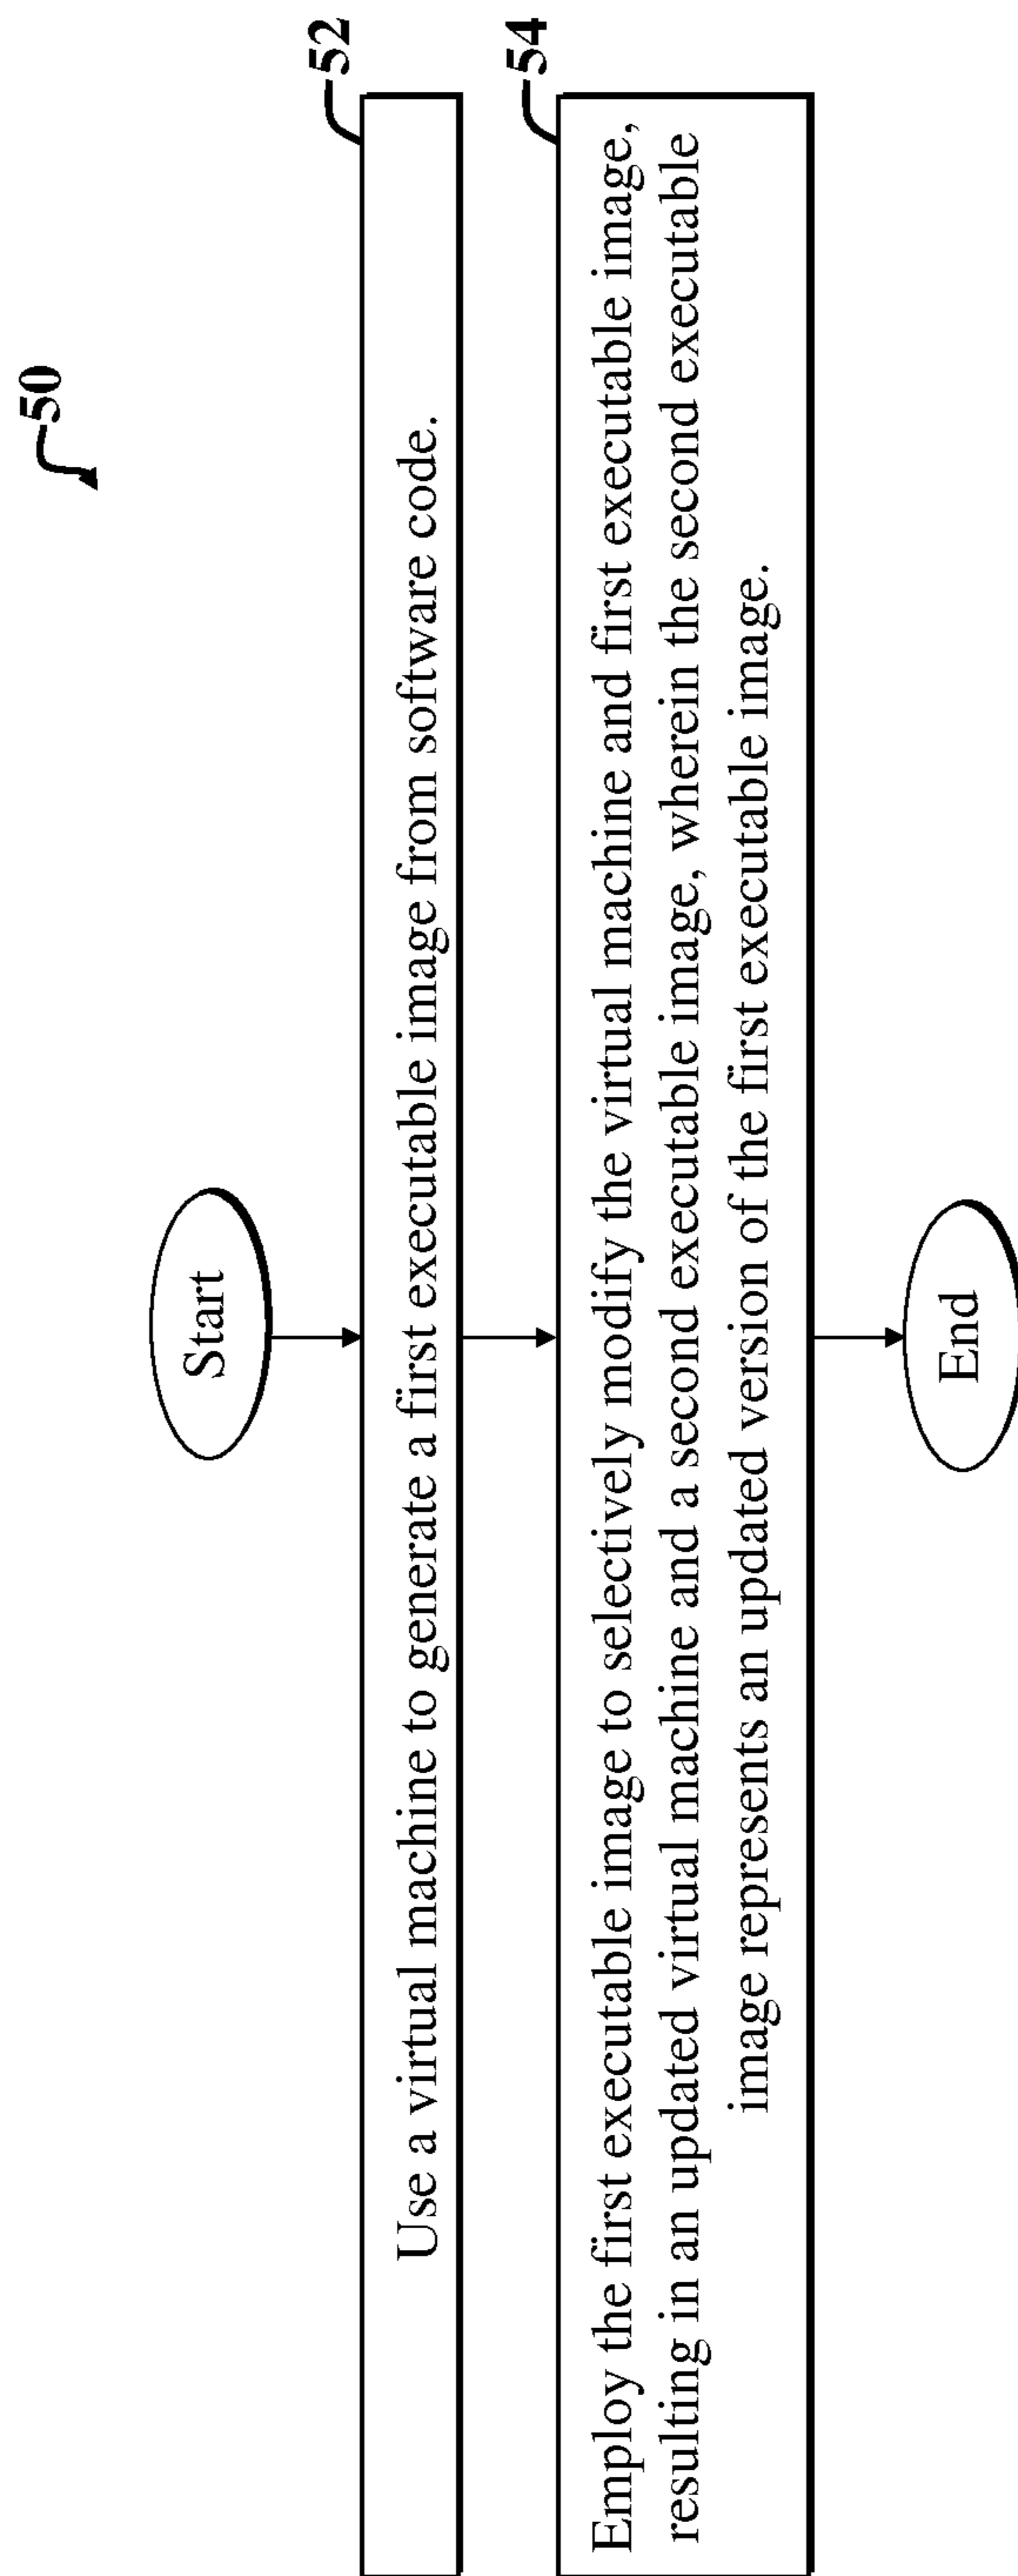 50
Start
52
Use a virtual machine to generate a first executable image from software code.
54
Employ the first executable image to selectively modify the virtual machine and first executable image,
resulting in an updated virtual machine and a second executable image, wherein the second executable
image represents an updated version of the first executable image.
End